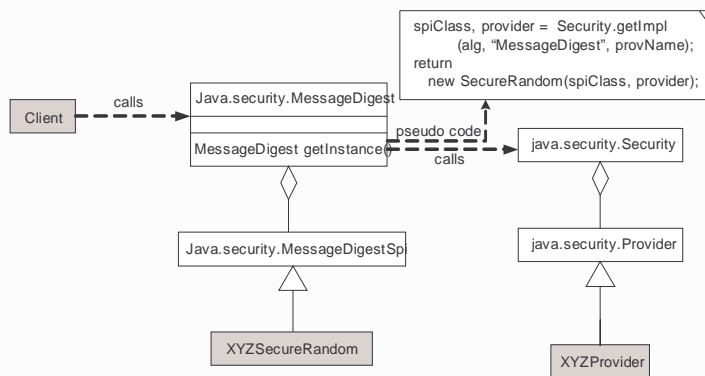 spiClass, provider = Security.getImpl
(alg, “MessageDigest”, provName);
return
new SecureRandom(spiClass, provider);
calls
Client
Java.security.MessageDigest
MessageDigest getInstance()
pseudo code
calls
java.security.Security
Java.security.MessageDigestSpi
java.security.Provider
XYZSecureRandom
XYZProvider